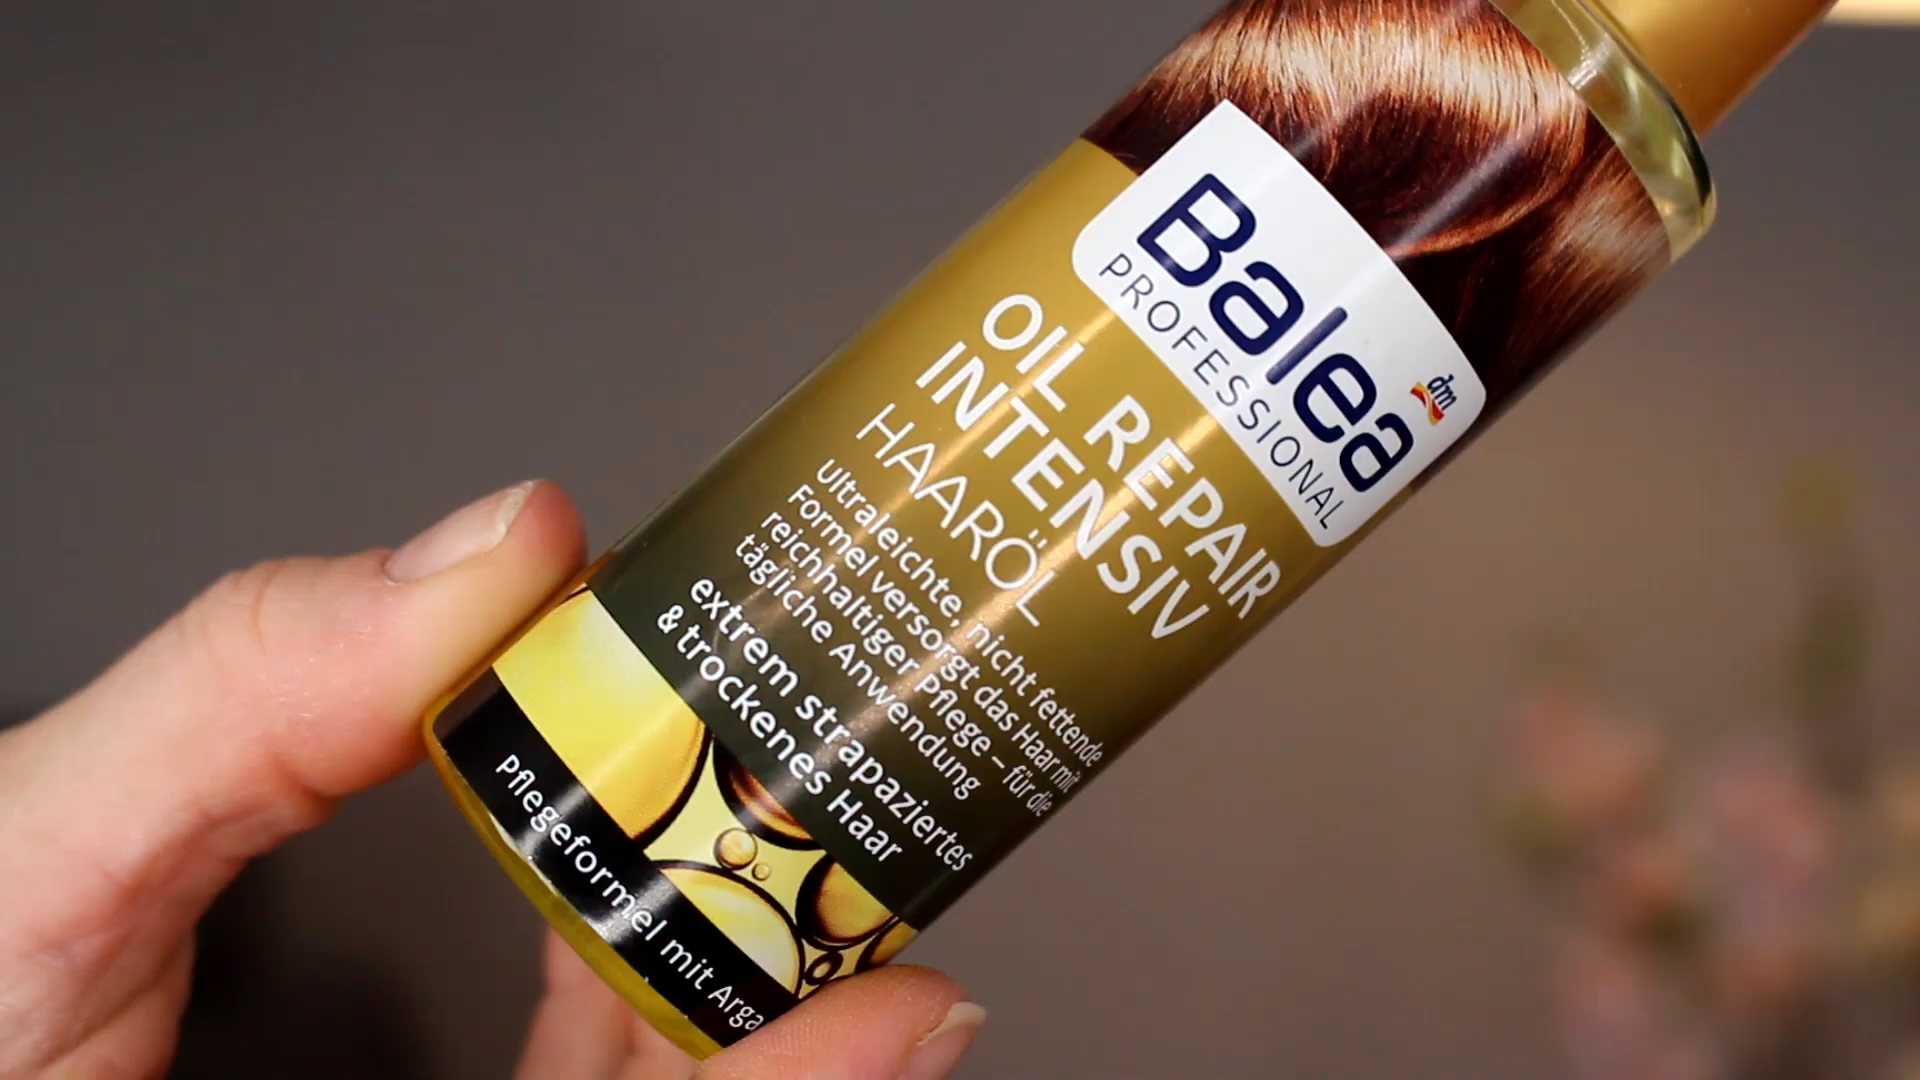 Balea
PROFESSIONAL
dm
OIL REPAIR
INTENSIV
HAARÖL
Ultraleichte, nicht fettende
Formel versorgt das Haar mit
reichhaltiger Pflege – für die
tägliche Anwendung
extrem strapaziertes
& trockenes Haar
Pflegeformel mit Arga